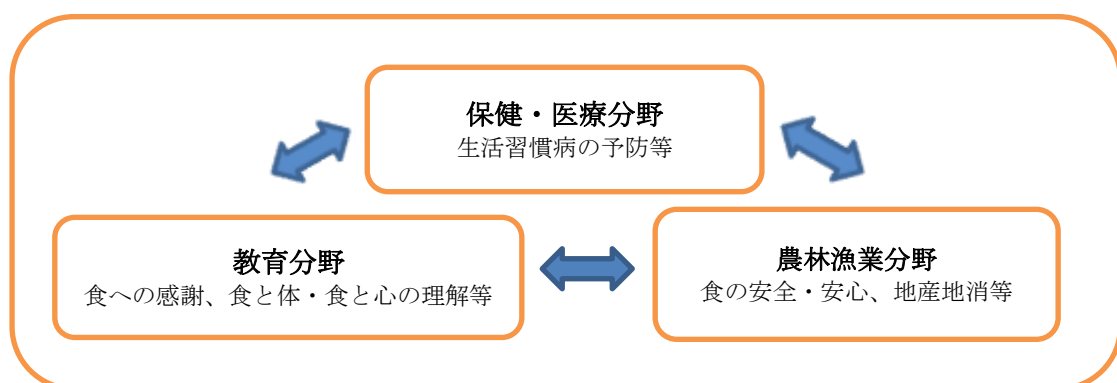 保健・医療分野
生活習慣病の予防等
教育分野
食への感謝、食と体・食と心の理解等
農林漁業分野
食の安全・安心、地産地消等